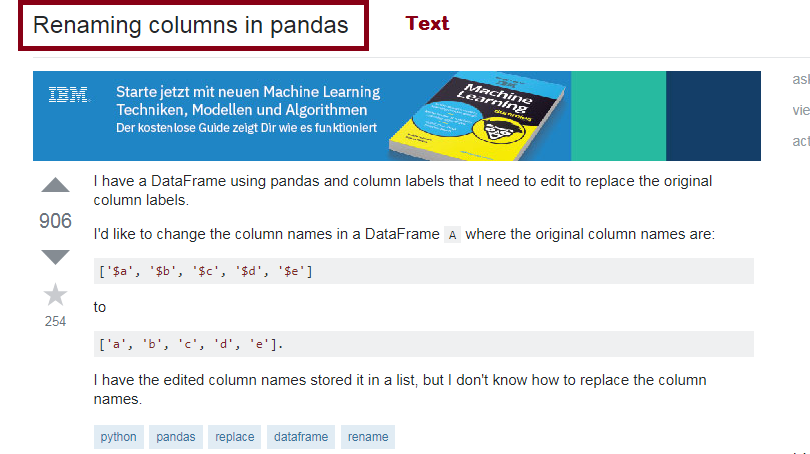 Renaming columns in pandas
Text
IBM.
Starte jetzt mit neuen Machine Learning
Techniken, Modellen und Algorithmen
Der kostenlose Guide zeigt Dir wie es funktioniert
Machine
Learning
I have a DataFrame using pandas and column labels that I need to edit to replace the original
column labels.
906
I'd like to change the column names in a DataFrame A where the original column names are:
['$a', '$b', '$c', '$d', '$e']
254
to
['a', 'b', 'c', 'd', 'e'].
I have the edited column names stored it in a list, but I don't know how to replace the column
names.
python pandas replace dataframe rename